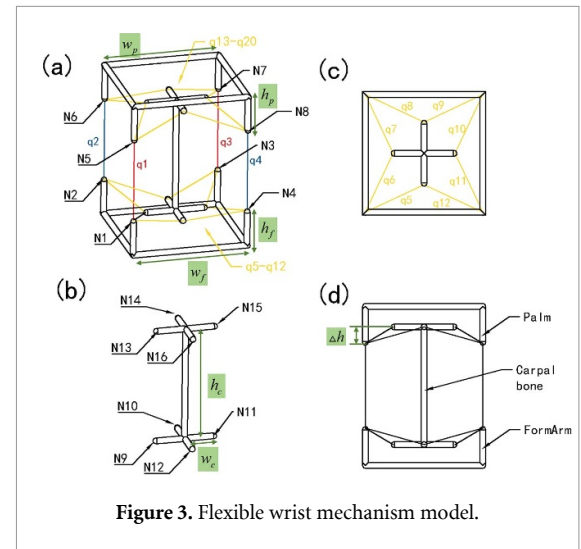 (a)
w_p
q13-q20
N7
N6
h_p
N8
q2
N5
q1
q3
N3
q4
N2
N4
N1
h_f
w_f
q5-q12
(b)
N14
N15
N13
N16
h_c
N10
N11
N9
w_e
N12
(c)
q8 q9
q7 q10
q6 q11
q5 q12
(d)
Palm
△h
Carpal
bone
FormArm
Figure 3. Flexible wrist mechanism model.